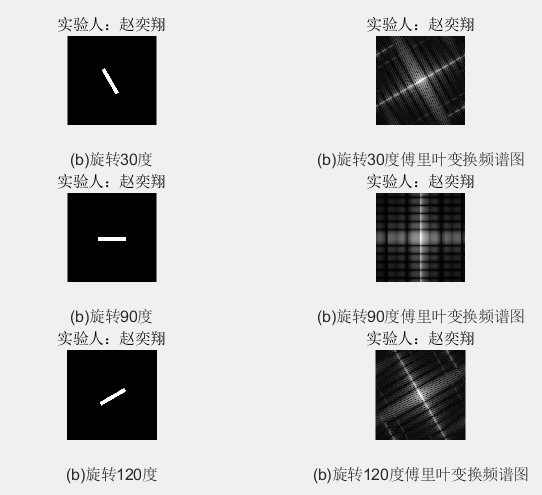 实验人：赵奕翔
实验人：赵奕翔
(b)旋转30度
(b)旋转30度傅里叶变换频谱图
实验人：赵奕翔
实验人：赵奕翔
(b)旋转90度
(b)旋转90度傅里叶变换频谱图
实验人：赵奕翔
实验人：赵奕翔
(b)旋转120度
(b)旋转120度傅里叶变换频谱图